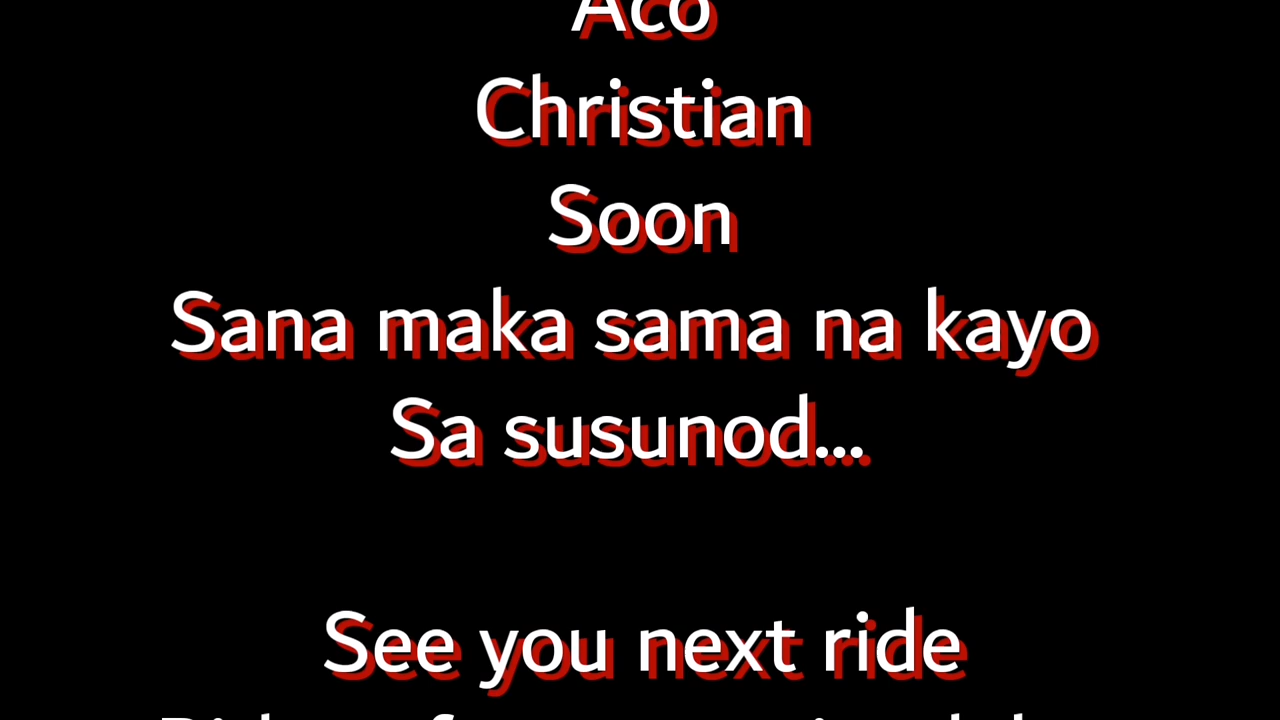 Aco
Christian
Soon
Sana maka sama na kayo
Sa susunod...
See you next ride